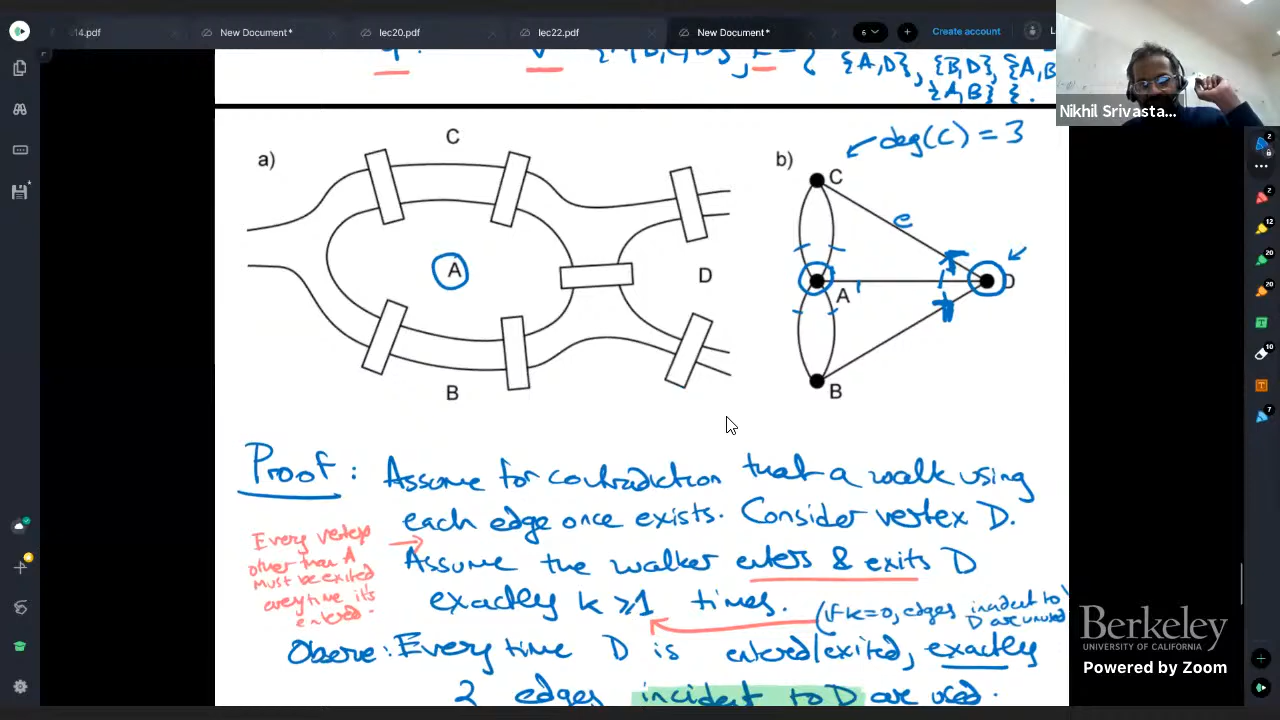 14.pdf
New Document*
lec20.pdf
lec22.pdf
New Document*
6
Create account
{A,D}, {B,D}, {A,B
{A,B} {.
Nikhil Srivasta...
a)
C
A
D
B
b)
deg(C) = 3
C
e
A
D
B
Proof: Assume for contradiction that a walk using
each edge once exists. Consider vertex D.
Every vertex
other than A
must be exited
every time it's
entered.
Assume the walker enters & exits D
exactly k ≥ 1 times.
(if k=0, edges incident to
D are unused
Observe: Every time D is entered/exited, exactly
2 edges incident to D are used.
Berkeley
UNIVERSITY OF CALIFORNIA
Powered by Zoom